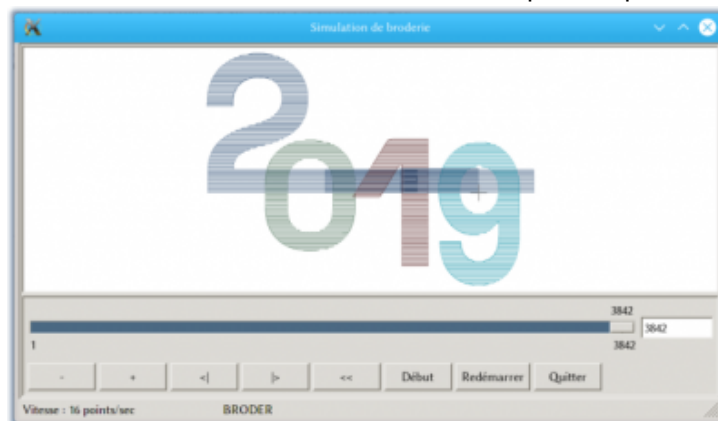 Simulation de broderie
2019
3842
3842
1 3842
- + <| |> << Début Redémarrer Quitter
Vitesse : 16 points/sec BRODER